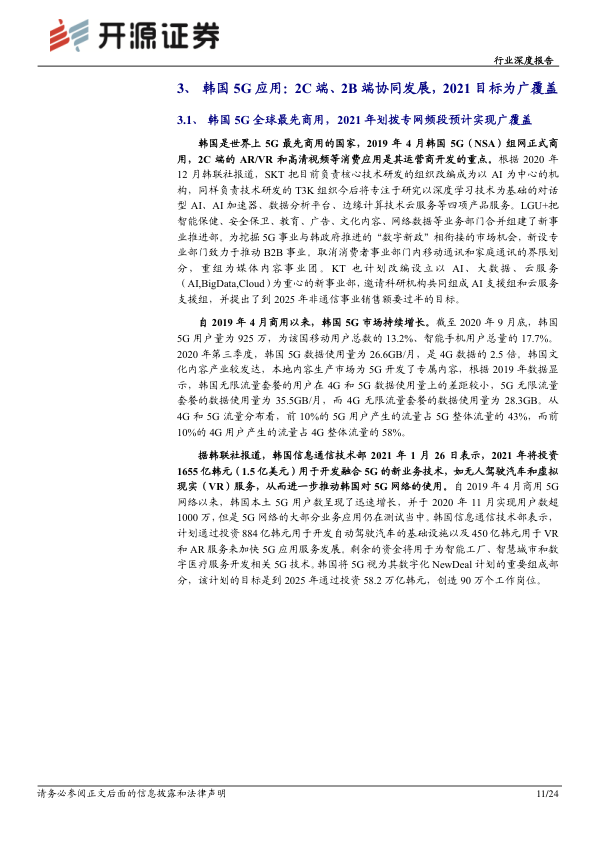 开源证券
行业深度报告
3、 韩国 5G 应用：2C 端、2B 端协同发展，2021 目标为广覆盖
3.1、 韩国 5G 全球最先商用，2021 年划拨专网频段预计实现广覆盖
韩国是世界上 5G 最先商用的国家，2019 年 4 月韩国 5G（NSA）组网正式商
用，2C 端的 AR/VR 和高清视频等消费应用是其运营商开发的重点。根据 2020 年
12 月韩联社报道，SKT 把目前负责核心技术研发的组织改编成为以 AI 为中心的机
构，同样负责技术研发的 T3K 组织今后将专注于研究以深度学习技术为基础的对话
型 AI、AI 加速器、数据分析平台、边缘计算技术云服务等四项产品服务。LGU+把
智能保健、安全保卫、教育、广告、文化内容、网络数据等业务部门合并组建了新事
业推进部。为挖掘 5G 事业与韩政府推进的“数字新政”相衔接的市场机会，新设专
业部门致力于推动 B2B 事业。取消消费者事业部门内移动通讯和家庭通讯的界限划
分，重组为媒体内容事业团。KT 也计划改编设立以 AI、大数据、云服务
（AI,BigData,Cloud）为重心的新事业部，邀请科研机构共同组成 AI 支援组和云服务
支援组，并提出了到 2025 年非通信事业销售额要过半的目标。
自 2019 年 4 月商用以来，韩国 5G 市场持续增长。截至 2020 年 9 月底，韩国
5G 用户量为 925 万，为该国移动用户总数的 13.2%、智能手机用户总量的 17.7%。
2020 年第三季度，韩国 5G 数据使用量为 26.6GB/月，是 4G 数据的 2.5 倍。韩国文
化内容产业较发达，本地内容生产市场为 5G 开发了专属内容，根据 2019 年数据显
示，韩国无限流量套餐的用户在 4G 和 5G 数据使用量上的差距较小，5G 无限流量
套餐的数据使用量为 35.5GB/月，而 4G 无限流量套餐的数据使用量为 28.3GB。从
4G 和 5G 流量分布看，前 10%的 5G 用户产生的流量占 5G 整体流量的 43%，而前
10%的 4G 用户产生的流量占 4G 整体流量的 58%。
据韩联社报道，韩国信息通信技术部 2021 年 1 月 26 日表示，2021 年将投资
1655 亿韩元（1.5 亿美元）用于开发融合 5G 的新业务技术，如无人驾驶汽车和虚拟
现实（VR）服务，从而进一步推动韩国对 5G 网络的使用。自 2019 年 4 月商用 5G
网络以来，韩国本土 5G 用户数呈现了迅速增长，并于 2020 年 11 月实现用户数超
1000 万，但是 5G 网络的大部分业务应用仍在测试当中。韩国信息通信技术部表示，
计划通过投资 884 亿韩元用于开发自动驾驶汽车的基础设施以及 450 亿韩元用于 VR
和 AR 服务来加快 5G 应用服务发展。剩余的资金将用于为智能工厂、智慧城市和数
字医疗服务开发相关 5G 技术。韩国将 5G 视为其数字化 NewDeal 计划的重要组成部
分，该计划的目标是到 2025 年通过投资 58.2 万亿韩元，创造 90 万个工作岗位。
请务必参阅正文后面的信息披露和法律声明
11/24